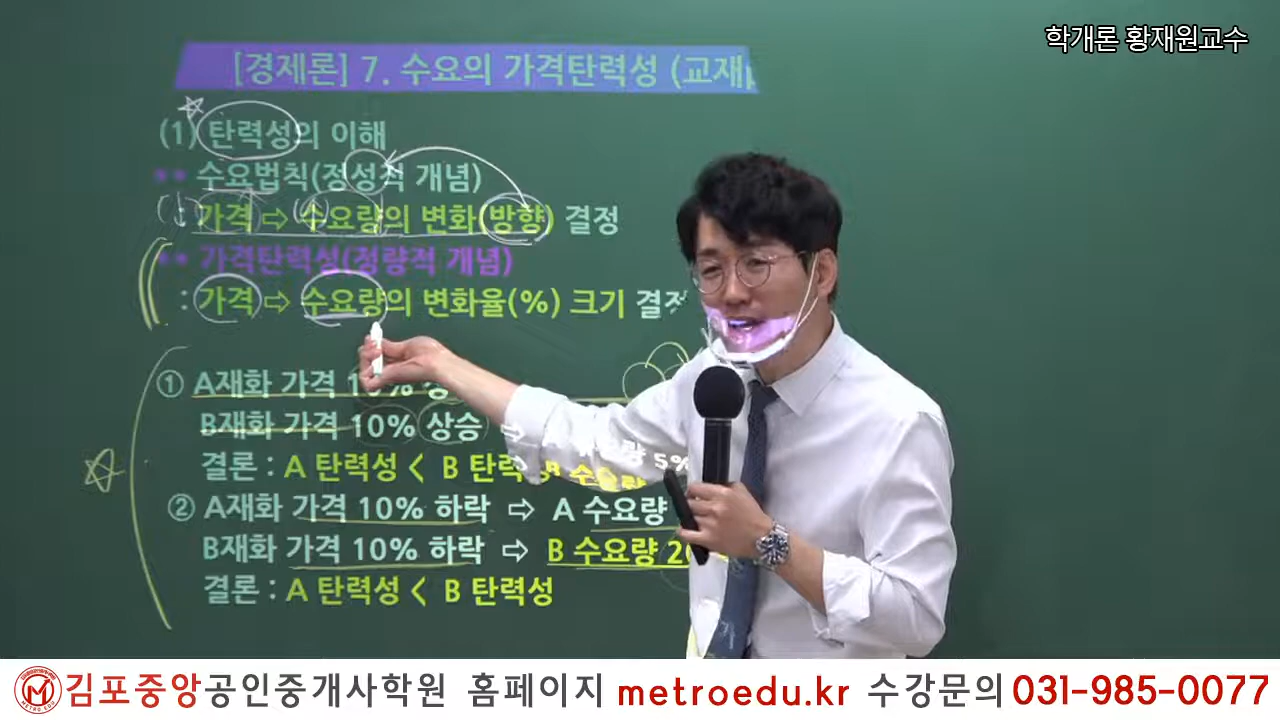 학개론 황재원교수
[경제론] 7. 수요의 가격탄력성 (교재
(1) 탄력성의 이해
** 수요법칙(정성적 개념)
: 가격 ⇨ 수요량의 변화(방향) 결정
** 가격탄력성(정량적 개념)
: 가격 ⇨ 수요량의 변화율(%) 크기 결정
① A재화 가격 10% 상
B재화 가격 10% 상승 ⇨
5%
결론 : A 탄력성 < B 탄력 B 수요량
② A재화 가격 10% 하락 ⇨ A 수요량
B재화 가격 10% 하락 ⇨ B 수요량 20
결론 : A 탄력성 < B 탄력성
METRO EDU 김포중앙공인중개사학원 홈페이지 metroedu.kr 수강문의 031-985-0077